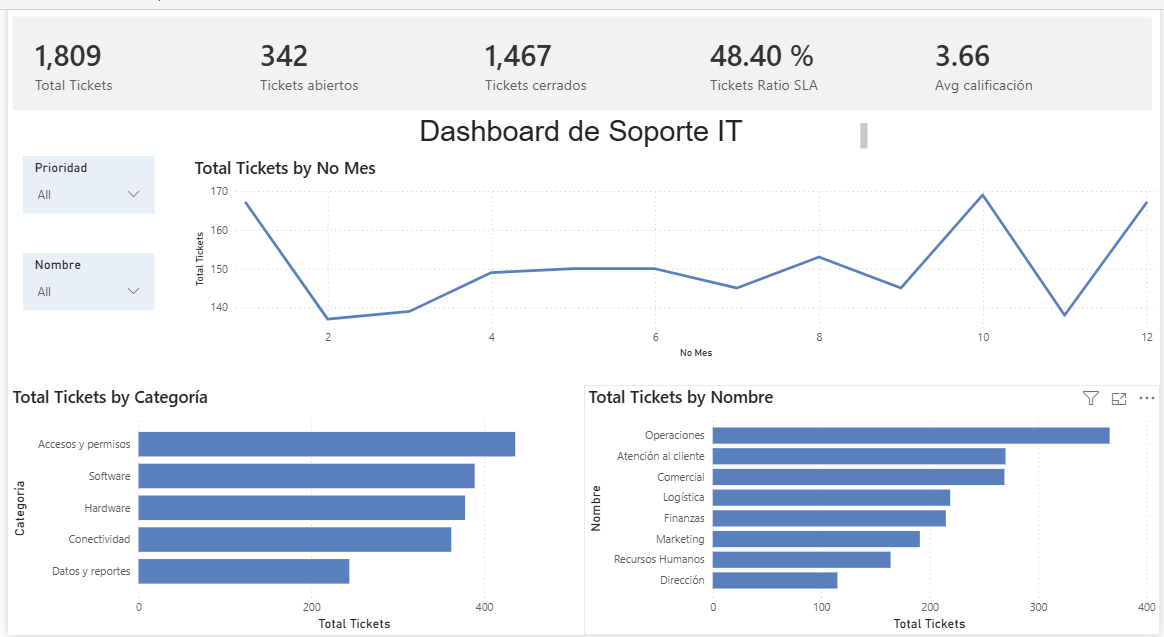 1,809
Total Tickets
342
Tickets abiertos
1,467
Tickets cerrados
48.40 %
Tickets Ratio SLA
3.66
Avg calificación
Dashboard de Soporte IT
Prioridad
All
Nombre
All
Total Tickets by No Mes
Total Tickets
170
160
150
140
2
4
6
8
10
12
No Mes
Total Tickets by Categoría
Categoría
Accesos y permisos
Software
Hardware
Conectividad
Datos y reportes
0
200
400
Total Tickets
Total Tickets by Nombre
Nombre
Operaciones
Atención al cliente
Comercial
Logística
Finanzas
Marketing
Recursos Humanos
Dirección
0
100
200
300
400
Total Tickets